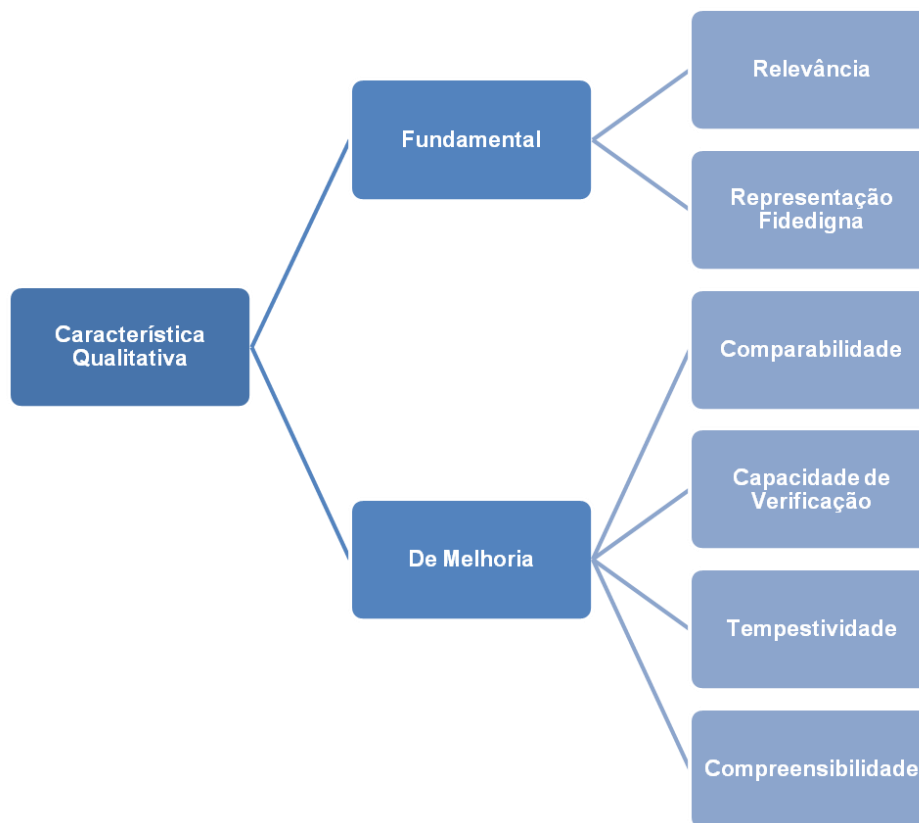 Característica
Qualitativa
Fundamental
Relevância
Representação
Fidedigna
De Melhoria
Comparabilidade
Capacidade de
Verificação
Tempestividade
Compreensibilidade